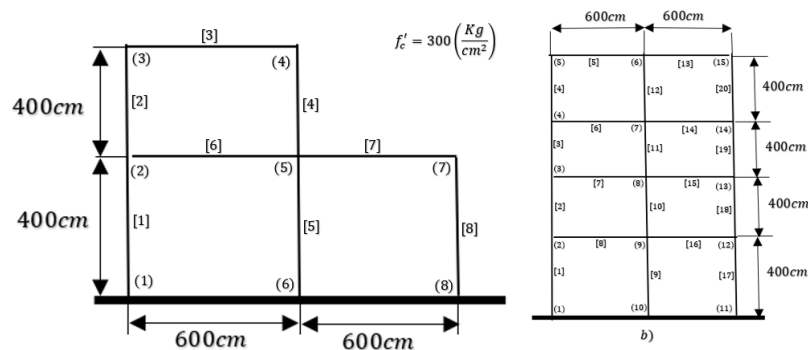 [3]
f'c = 300 (Kg/cm²)
(3) (4)
[2] [4]
400cm
[6] [7]
(2) (5) (7)
400cm
[1] [5] [8]
(1) (6) (8)
600cm 600cm
600cm 600cm
(5) [5] (6) [13] (15)
[4] [12] [20] 400cm
(4)
[6] (7) [14] (14)
[3] [11] [19] 400cm
(3)
[7] (8) [15] (13)
[2] [10] [18] 400cm
(2) [8] (9) [16] (12)
[1] [9] [17] 400cm
(1) (10) (11)
b)